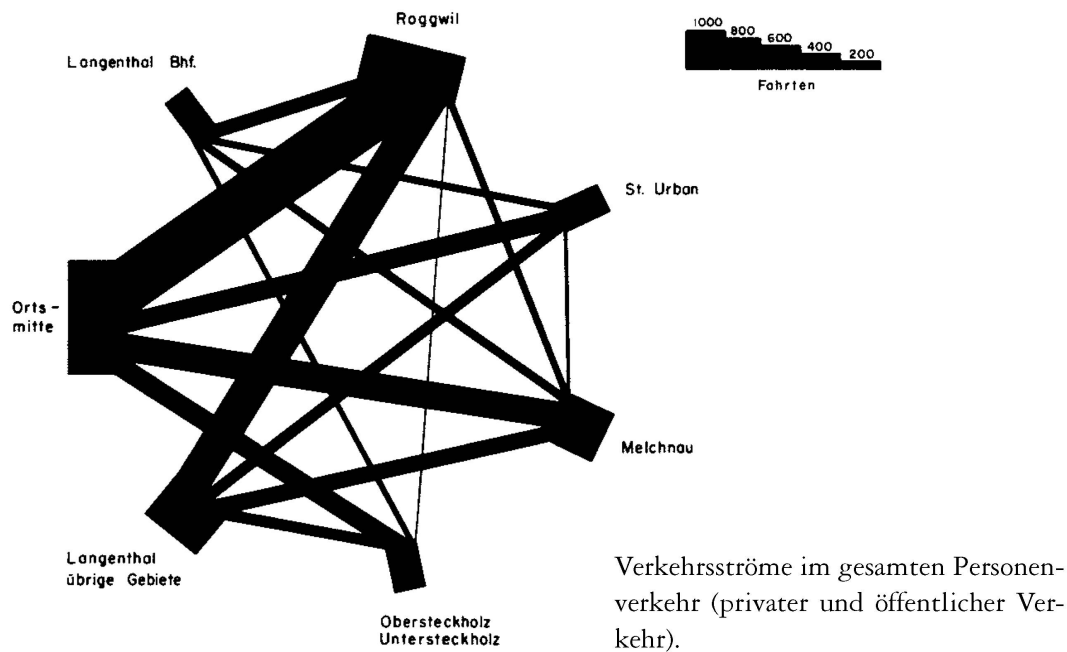 Roggwil
1000
800
600
400
200
Fahrten
Langenthal Bhf.
St. Urban
Orts-
mitte
Melchnau
Langenthal
übrige Gebiete
Obersteckholz
Untersteckholz
Verkehrsströme im gesamten Personen-
verkehr (privater und öffentlicher Ver-
kehr).